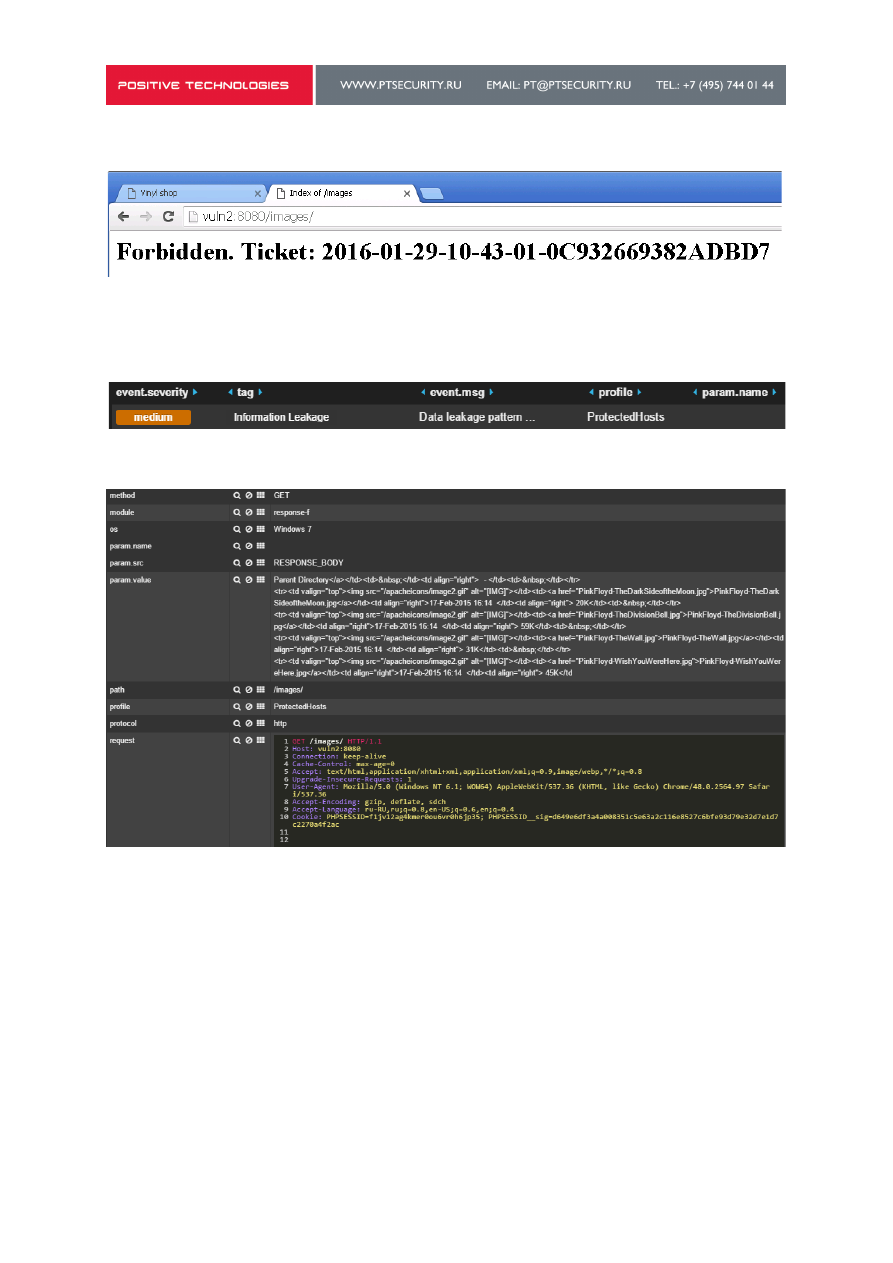 POSITIVE TECHNOLOGIES WWW.PTSECURITY.RU EMAIL: PT@PTSECURITY.RU TEL.: +7 (495) 744 01 44
Vinyl shop Index of /images
vuln2:8080/images/
Forbidden. Ticket: 2016-01-29-10-43-01-0C932669382ADBD7
event.severity tag event.msg profile param.name
medium Information Leakage Data leakage pattern ... ProtectedHosts
method GET
module response-f
os Windows 7
param.name
param.src RESPONSE_BODY
param.value Parent Directory</a></td><td>&nbsp;</td><td align="right"> - </td><td>&nbsp;</td></tr>
<tr><td valign="top"><img src="/apacheicons/image2.gif" alt="[IMG]"></td><td><a href="PinkFloyd-TheDarkSideoftheMoon.jpg">PinkFloyd-TheDark
SideoftheMoon.jpg</a></td><td align="right">17-Feb-2015 16:14 </td><td align="right"> 20K</td><td>&nbsp;</td></tr>
<tr><td valign="top"><img src="/apacheicons/image2.gif" alt="[IMG]"></td><td><a href="PinkFloyd-TheDivisionBell.jpg">PinkFloyd-TheDivisionBell.j
pg</a></td><td align="right">17-Feb-2015 16:14 </td><td align="right"> 59K</td><td>&nbsp;</td></tr>
<tr><td valign="top"><img src="/apacheicons/image2.gif" alt="[IMG]"></td><td><a href="PinkFloyd-TheWall.jpg">PinkFloyd-TheWall.jpg</a></td><td
align="right">17-Feb-2015 16:14 </td><td align="right"> 31K</td><td>&nbsp;</td></tr>
<tr><td valign="top"><img src="/apacheicons/image2.gif" alt="[IMG]"></td><td><a href="PinkFloyd-WishYouWereHere.jpg">PinkFloyd-WishYouWer
eHere.jpg</a></td><td align="right">17-Feb-2015 16:14 </td><td align="right"> 45K</td
path /images/
profile ProtectedHosts
protocol http
request 1 GET /images/ HTTP/1.1
2 Host: vuln2:8080
3 Connection: keep-alive
4 Cache-Control: max-age=0
5 Accept: text/html,application/xhtml+xml,application/xml;q=0.9,image/webp,*/*;q=0.8
6 Upgrade-Insecure-Requests: 1
7 User-Agent: Mozilla/5.0 (Windows NT 6.1; WOW64) AppleWebKit/537.36 (KHTML, like Gecko) Chrome/48.0.2564.97 Safar
i/537.36
8 Accept-Encoding: gzip, deflate, sdch
9 Accept-Language: ru-RU,ru;q=0.8,en-US;q=0.6,en;q=0.4
10 Cookie: PHPSESSID=f1jv12ag4kmer0ou6vr0h6jp35; PHPSESSID__sig=d649e6df3a4a008351c5e63a2c116e8527c6bfe93d79e32d7e1d7
c2270a4f2ac
11
12